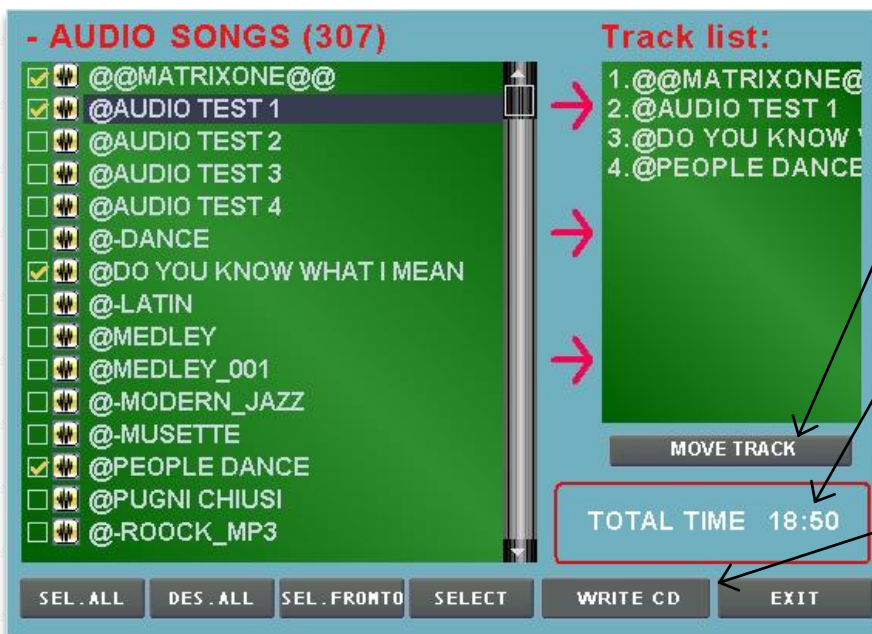 - AUDIO SONGS (307)
@@MATRIXONE@@
@AUDIO TEST 1
@AUDIO TEST 2
@AUDIO TEST 3
@AUDIO TEST 4
@-DANCE
@DO YOU KNOW WHAT I MEAN
@-LATIN
@MEDLEY
@MEDLEY_001
@-MODERN_JAZZ
@-MUSETTE
@PEOPLE DANCE
@PUGNI CHIUSI
@-ROOCK_MP3
Track list:
1.@@MATRIXONE@
2.@AUDIO TEST 1
3.@DO YOU KNOW
4.@PEOPLE DANCE
MOVE TRACK
TOTAL TIME 18:50
SEL.ALL DES.ALL SEL.FROMTO SELECT WRITE CD EXIT